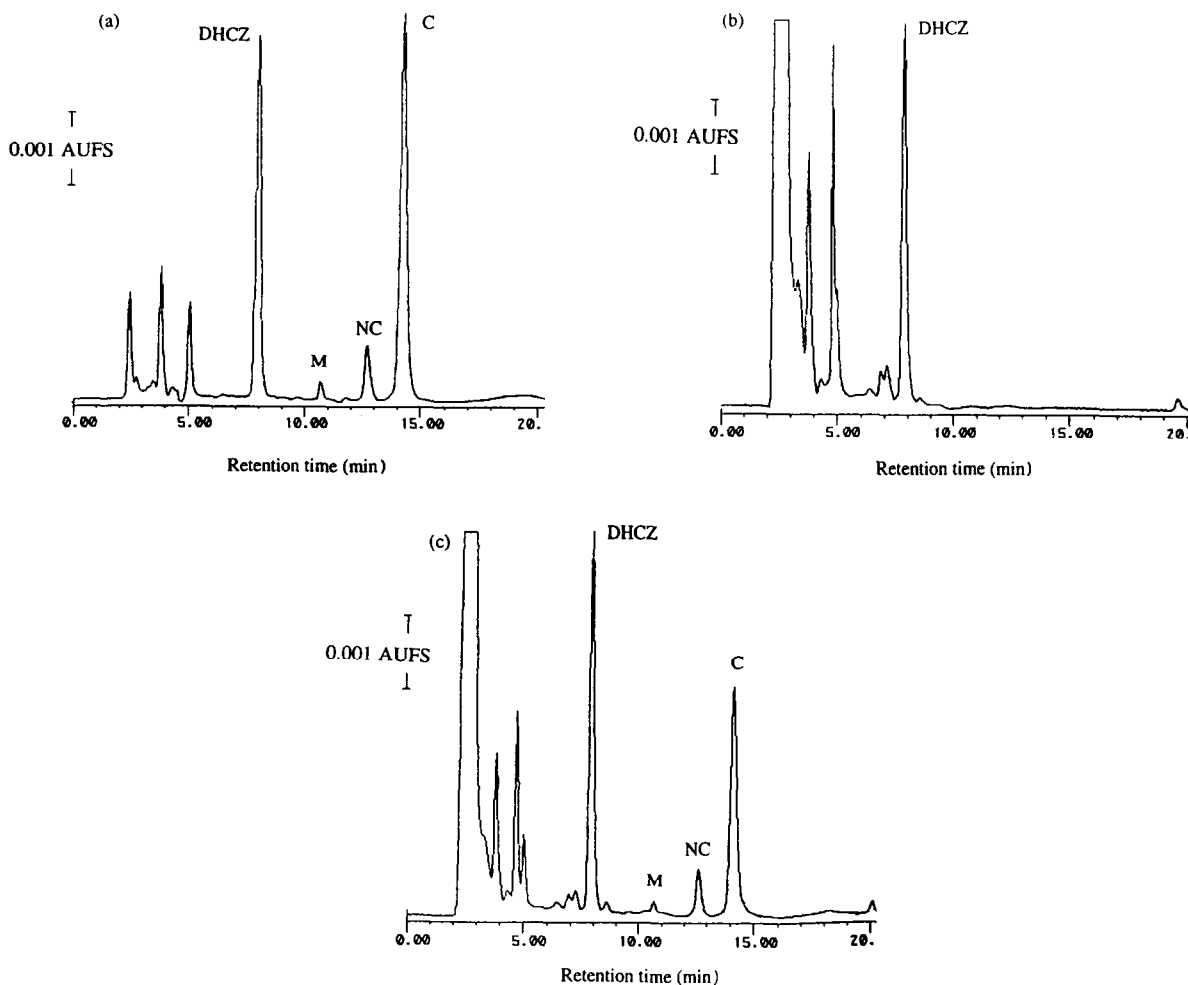 (a)
DHCZ
C
0.001 AUFS
M
NC
0.00
5.00
10.00
15.00
20.
Retention time (min)
(b)
DHCZ
0.001 AUFS
0.00
5.00
10.00
15.00
20.
Retention time (min)
(c)
DHCZ
0.001 AUFS
C
NC
M
0.00
5.00
10.00
15.00
20.
Retention time (min)